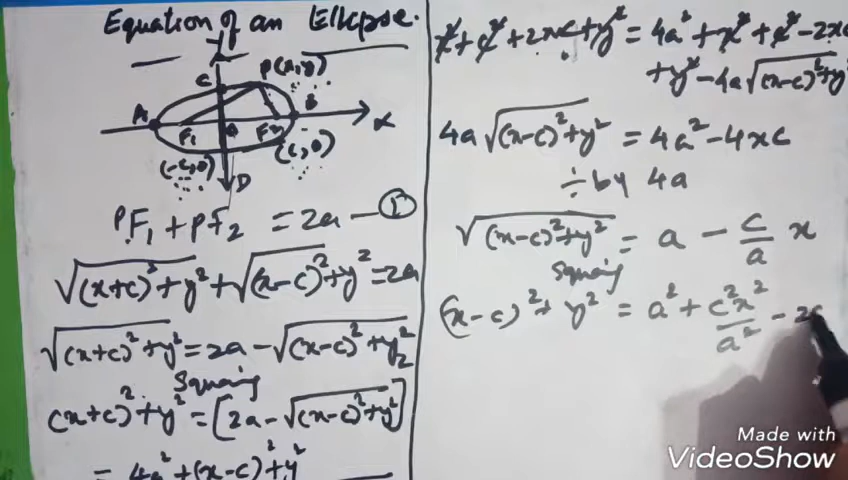 Equation of an Ellipse.
y
C P(x,y)
A B
F1 0 F2 x
(-c,0) (c,0)
D
PF₁ + PF₂ = 2a — I
√(x+c)²+y² + √(x-c)²+y² = 2a
√(x+c)²+y² = 2a - √(x-c)²+y²
Squaring
(x+c)²+y² = [2a - √(x-c)²+y²]²
= 4a²+(x-c)²+y²
x²+c²+2xc+y² = 4a²+x²+c²-2xc
+y²-4a√(x-c)²+y²
4a√(x-c)²+y² = 4a²-4xc
÷ by 4a
√(x-c)²+y² = a - c/a x
Squaring
(x-c)²+y² = a² + c²x²/a² - 2c
Made with
VideoShow